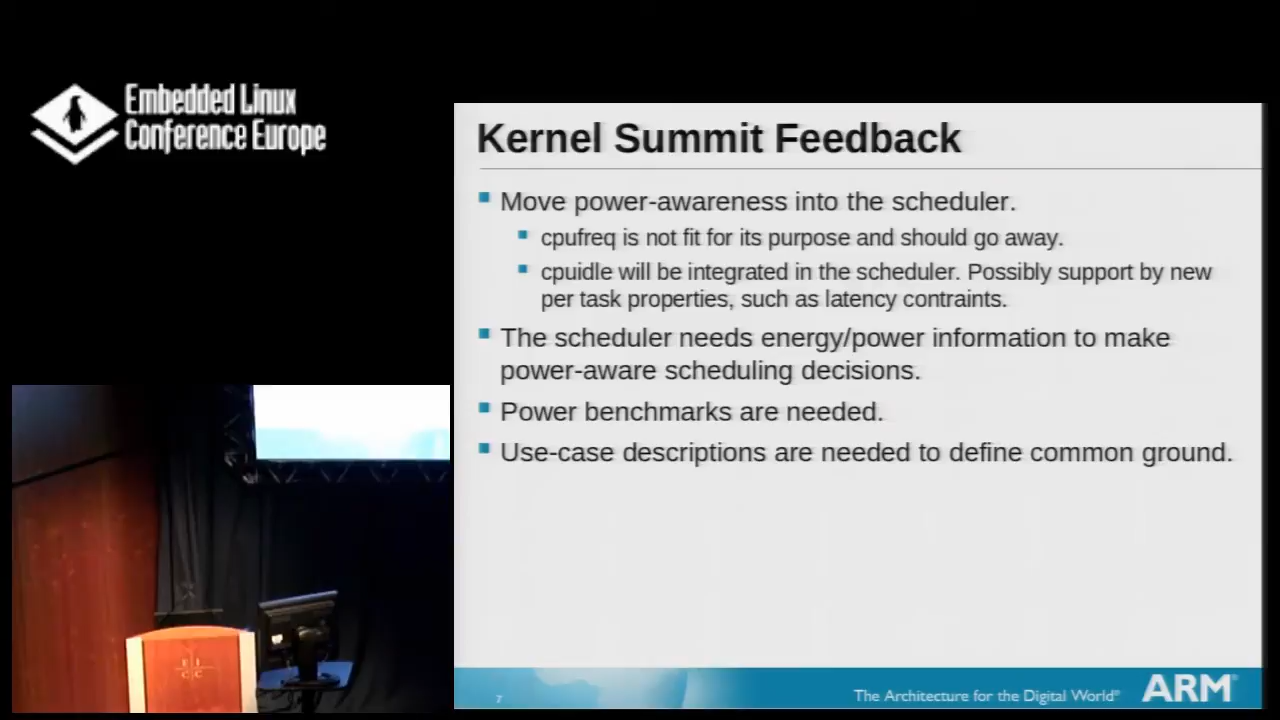 Embedded Linux
Conference Europe
Kernel Summit Feedback
Move power-awareness into the scheduler.
cpufreq is not fit for its purpose and should go away.
cpuidle will be integrated in the scheduler. Possibly support by new
per task properties, such as latency contraints.
The scheduler needs energy/power information to make
power-aware scheduling decisions.
Power benchmarks are needed.
Use-case descriptions are needed to define common ground.
7
The Architecture for the Digital World®
ARM®
E I
C C